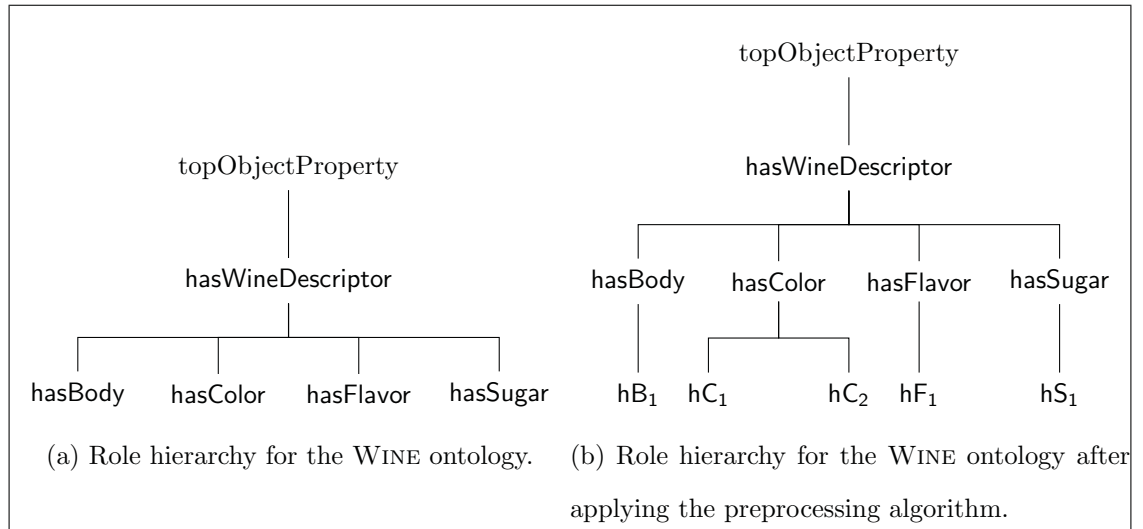 topObjectProperty
hasWineDescriptor
hasBody hasColor hasFlavor hasSugar
(a) Role hierarchy for the WINE ontology.
topObjectProperty
hasWineDescriptor
hasBody hasColor hasFlavor hasSugar
hB₁ hC₁ hC₂ hF₁ hS₁
(b) Role hierarchy for the WINE ontology after
applying the preprocessing algorithm.